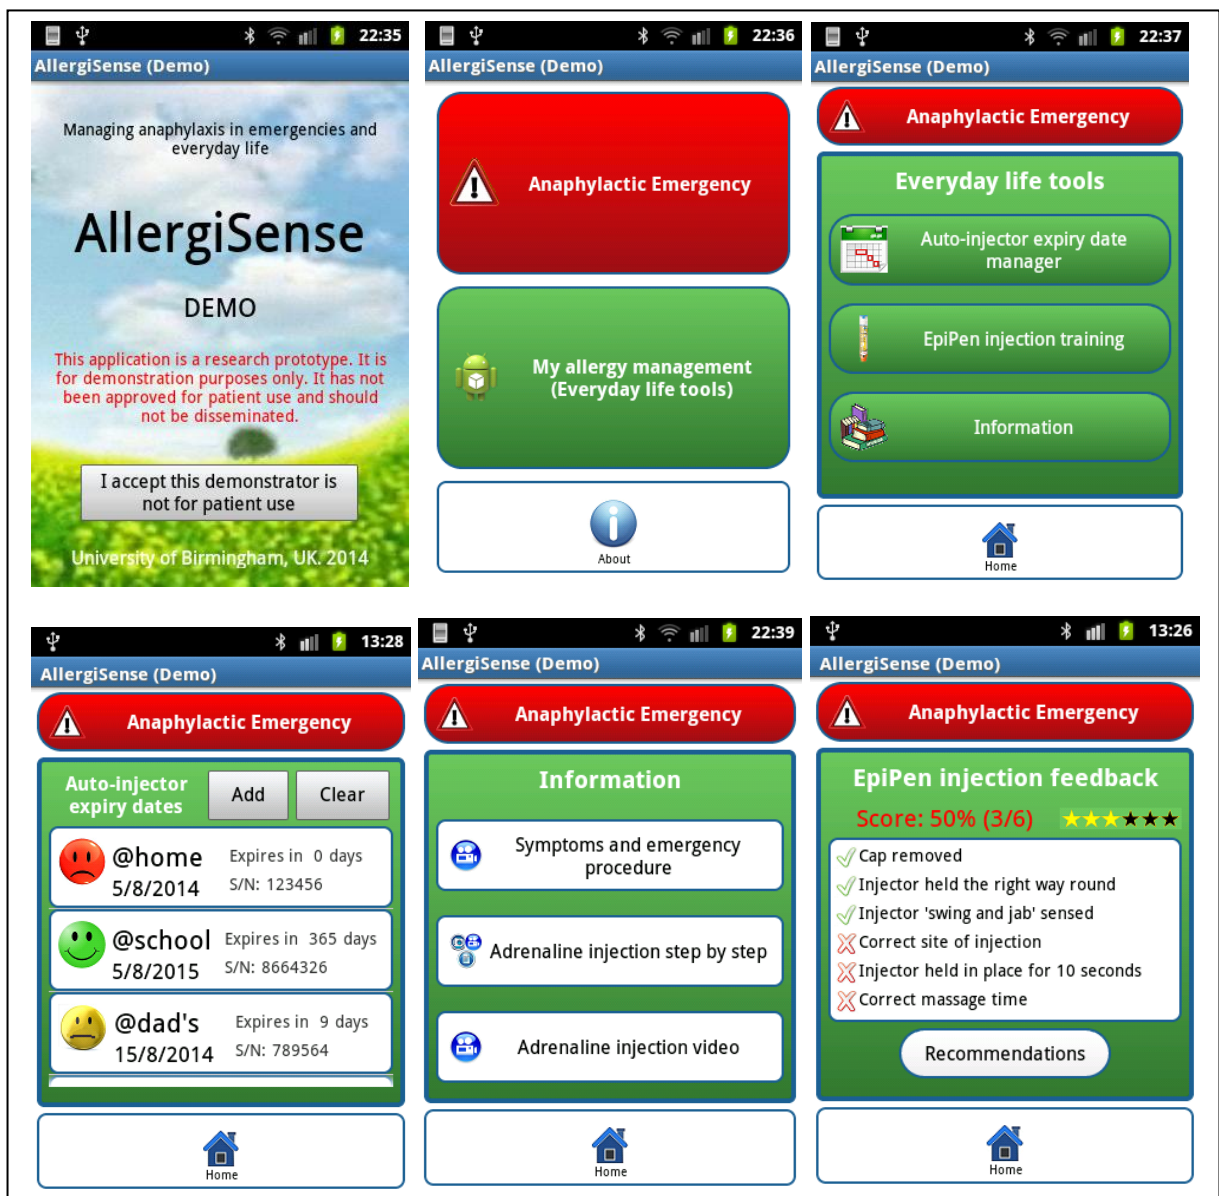 22:35
AllergiSense (Demo)
Managing anaphylaxis in emergencies and
everyday life
AllergiSense
DEMO
This application is a research prototype. It is
for demonstration purposes only. It has not
been approved for patient use and should
not be disseminated.
I accept this demonstrator is
not for patient use
University of Birmingham, UK. 2014
22:36
AllergiSense (Demo)
Anaphylactic Emergency
My allergy management
(Everyday life tools)
About
22:37
AllergiSense (Demo)
Anaphylactic Emergency
Everyday life tools
Auto-injector expiry date
manager
EpiPen injection training
Information
Home
13:28
AllergiSense (Demo)
Anaphylactic Emergency
Auto-injector
expiry dates
Add
Clear
@home
Expires in 0 days
5/8/2014
S/N: 123456
@school
Expires in 365 days
5/8/2015
S/N: 8664326
@dad's
Expires in 9 days
15/8/2014
S/N: 789564
Home
22:39
AllergiSense (Demo)
Anaphylactic Emergency
Information
Symptoms and emergency
procedure
Adrenaline injection step by step
Adrenaline injection video
Home
13:26
AllergiSense (Demo)
Anaphylactic Emergency
EpiPen injection feedback
Score: 50% (3/6)
Cap removed
Injector held the right way round
Injector 'swing and jab' sensed
Correct site of injection
Injector held in place for 10 seconds
Correct massage time
Recommendations
Home